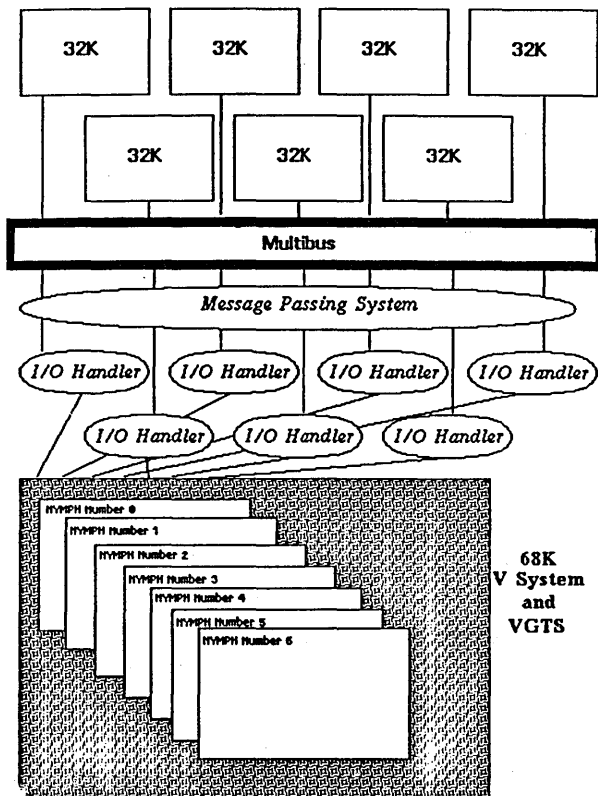 32K
32K
32K
32K
32K
32K
32K
Multibus
Message Passing System
I/O Handler
I/O Handler
I/O Handler
I/O Handler
I/O Handler
I/O Handler
I/O Handler
NYMPH Number 0
NYMPH Number 1
NYMPH Number 2
NYMPH Number 3
NYMPH Number 4
NYMPH Number 5
NYMPH Number 6
68K
V System
and
VGTS